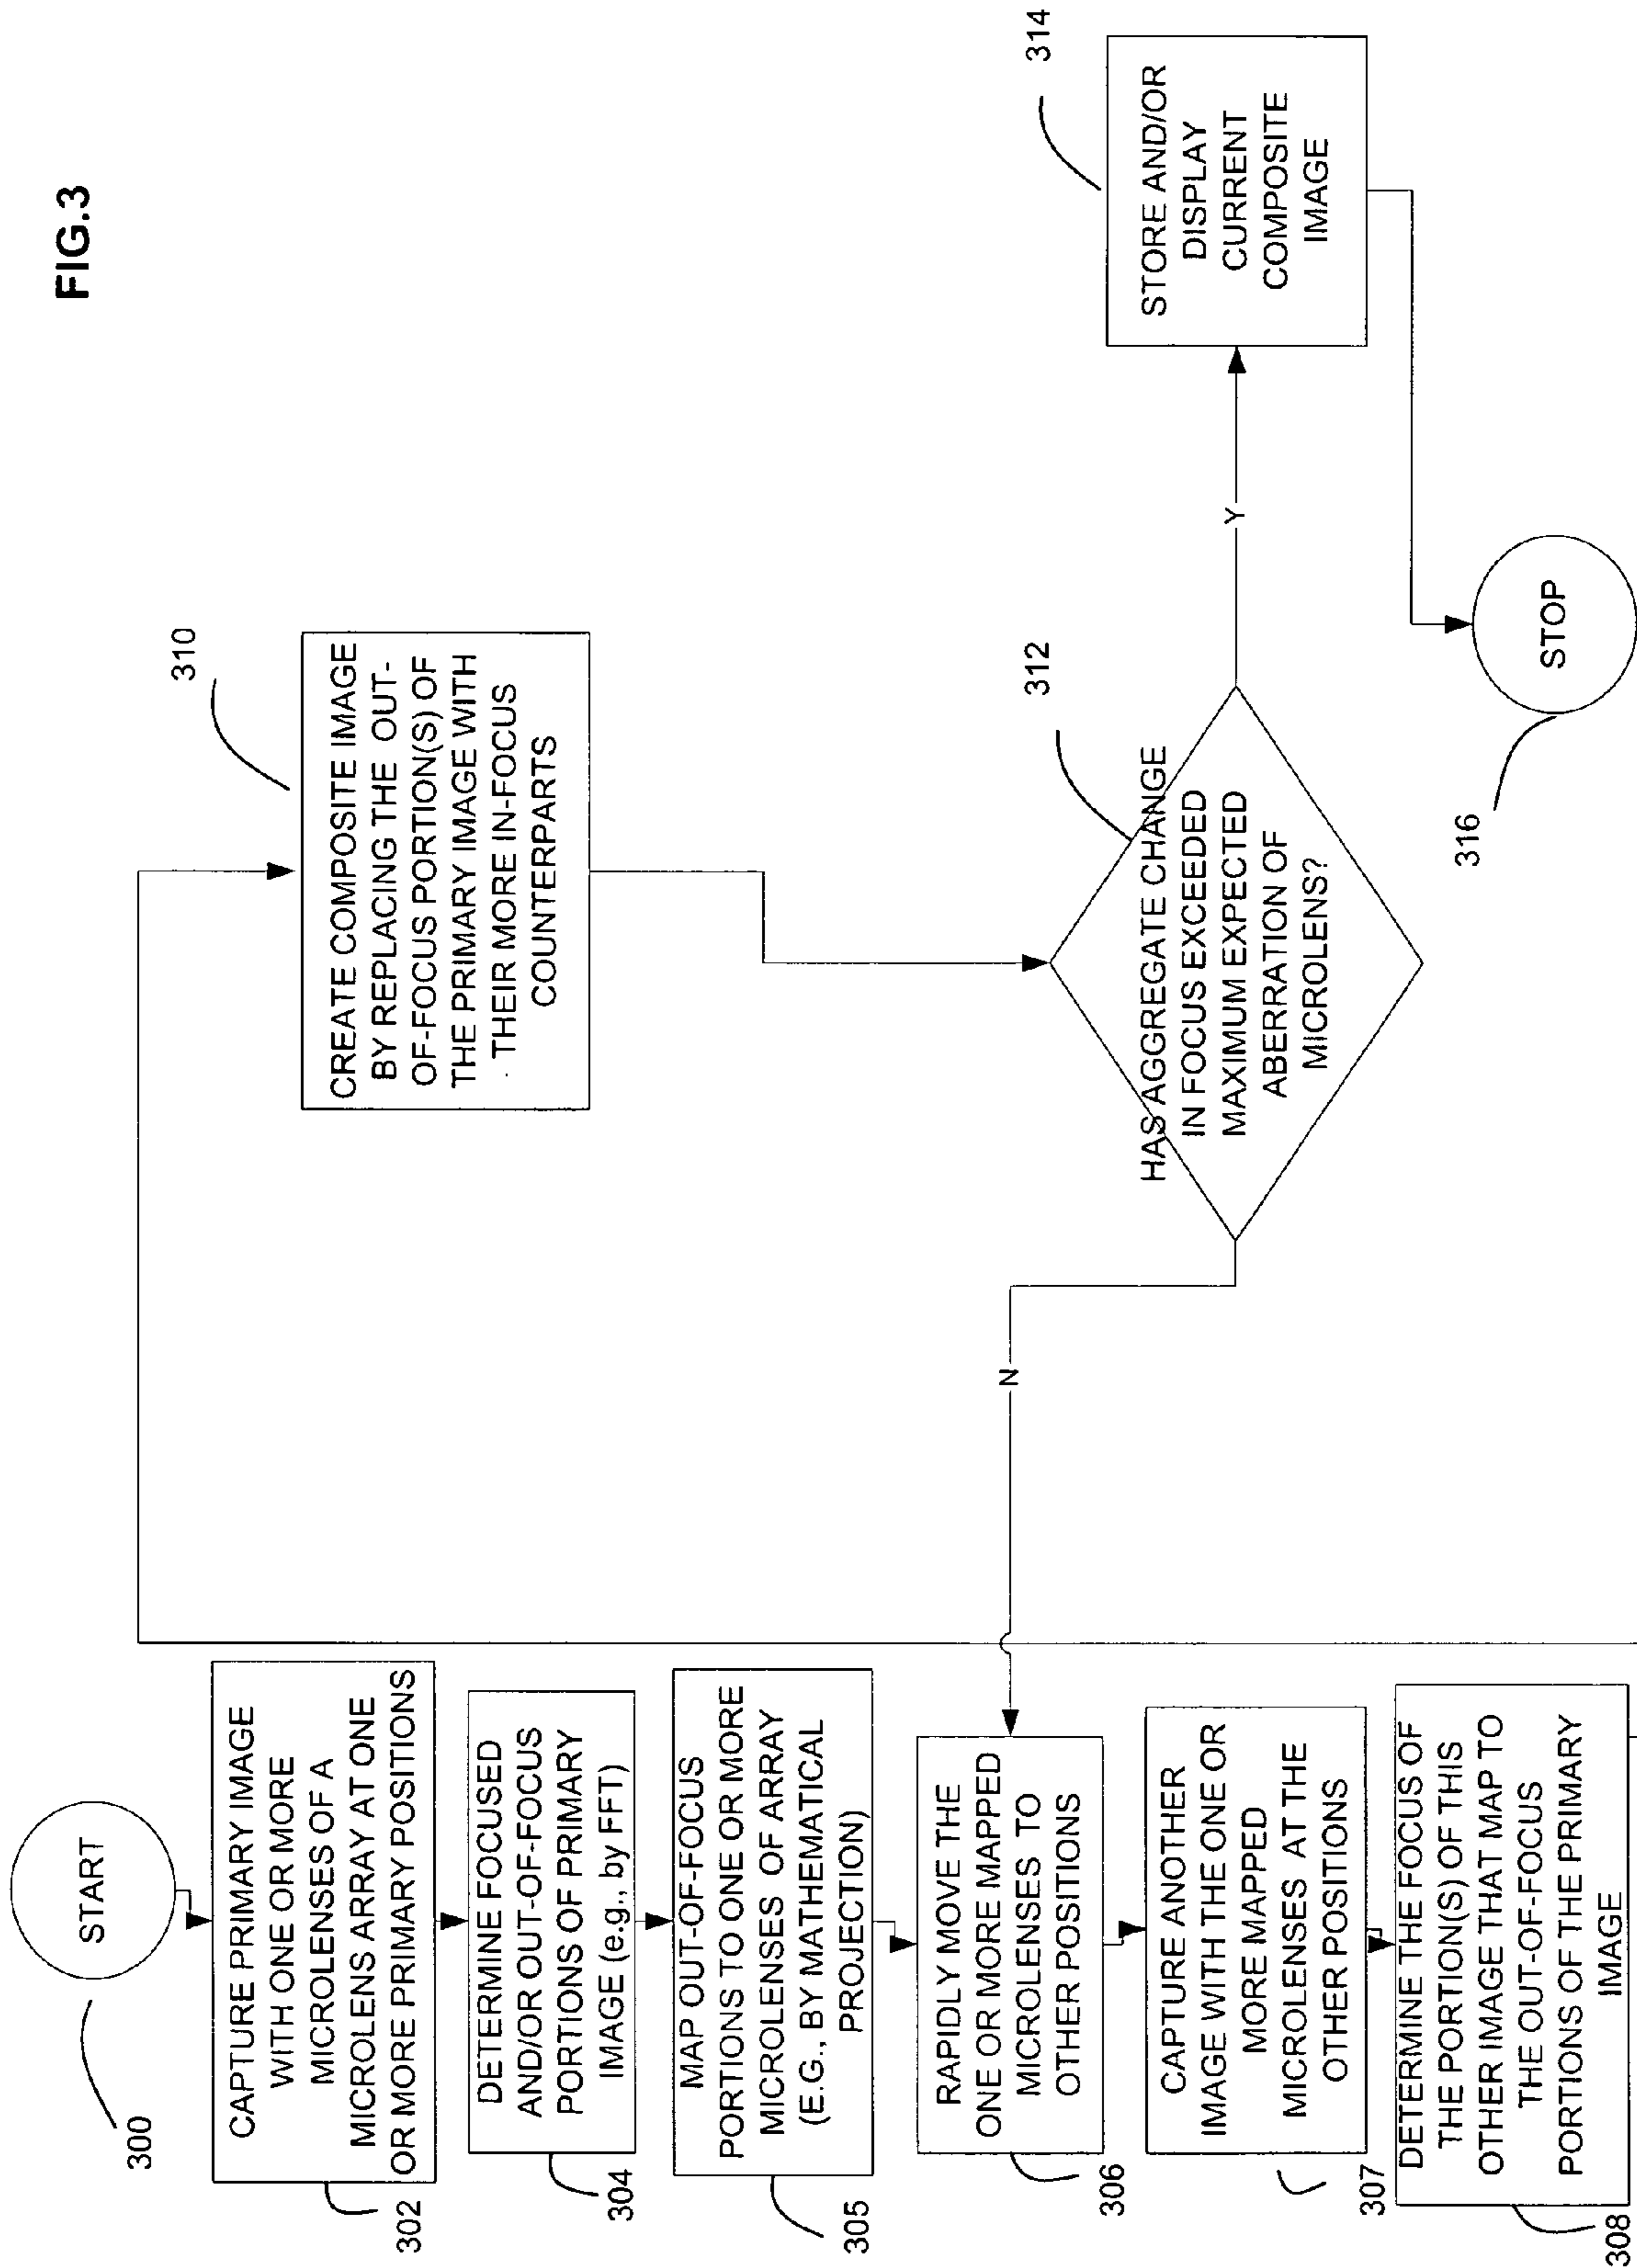 FIG.3
START
300
CAPTURE PRIMARY IMAGE
WITH ONE OR MORE
MICROLENSES OF A
MICROLENS ARRAY AT ONE
OR MORE PRIMARY POSITIONS
302
DETERMINE FOCUSED
AND/OR OUT-OF-FOCUS
PORTIONS OF PRIMARY
IMAGE (e.g., by FFT)
304
MAP OUT-OF-FOCUS
PORTIONS TO ONE OR MORE
MICROLENSES OF ARRAY
(E.G., BY MATHEMATICAL
PROJECTION)
305
RAPIDLY MOVE THE
ONE OR MORE MAPPED
MICROLENSES TO
OTHER POSITIONS
306
CAPTURE ANOTHER
IMAGE WITH THE ONE OR
MORE MAPPED
MICROLENSES AT THE
OTHER POSITIONS
307
DETERMINE THE FOCUS OF
THE PORTION(S) OF THIS
OTHER IMAGE THAT MAP TO
THE OUT-OF-FOCUS
PORTIONS OF THE PRIMARY
IMAGE
308
310
CREATE COMPOSITE IMAGE
BY REPLACING THE OUT-
OF-FOCUS PORTION(S) OF
THE PRIMARY IMAGE WITH
THEIR MORE IN-FOCUS
COUNTERPARTS
312
HAS AGGREGATE CHANGE
IN FOCUS EXCEEDED
MAXIMUM EXPECTED
ABERRATION OF
MICROLENS?
N
Y
314
STORE AND/OR
DISPLAY
CURRENT
COMPOSITE
IMAGE
STOP
316